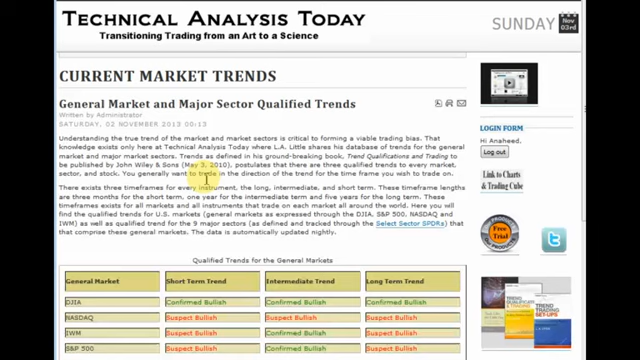 TECHNICAL ANALYSIS TODAY
Transitioning Trading from an Art to a Science
SUNDAY Nov 03rd
CURRENT MARKET TRENDS
General Market and Major Sector Qualified Trends
Written by Administrator
SATURDAY, 02 NOVEMBER 2013 00:13
Understanding the true trend of the market and market sectors is critical to forming a viable trading bias. That
knowledge exists only here at Technical Analysis Today where L.A. Little shares his database of trends for the general
market and major market sectors. Trends as defined in his ground-breaking book, Trend Qualifications and Trading to
be published by John Wiley & Sons (May 3, 2010), postulates that there are three qualified trends to every market,
sector, and stock. You generally want to trade in the direction of the trend for the time frame you wish to trade on.
There exists three timeframes for every instrument, the long, intermediate, and short term. These timeframe lengths
are three months for the short term, one year for the intermediate term and five years for the long term. These
timeframes exists for all markets and all instruments that trade on each market all around the world. Here you will
find the qualified trends for U.S. markets (general markets as expressed through the DJIA, S&P 500, NASDAQ and
IWM) as well as qualified trend for the 9 major sectors (as defined and tracked through the Select Sector SPDRs) that
that comprise these general markets. The data is automatically updated nightly.
Qualified Trends for the General Markets
General Market Short Term Trend Intermediate Trend Long Term Trend
DJIA Confirmed Bullish Confirmed Bullish Confirmed Bullish
NASDAQ Suspect Bullish Suspect Bullish Suspect Bullish
IWM Suspect Bullish Confirmed Bullish Suspect Bullish
S&P 500 Suspect Bullish Confirmed Bullish Suspect Bullish
LOGIN FORM
Hi Anaheed,
Log out
Link to Charts
& Trading Cube
Free
Trial
TREND
QUALIFICATION
& TRADING
TREND
TRADING
SET-UPS